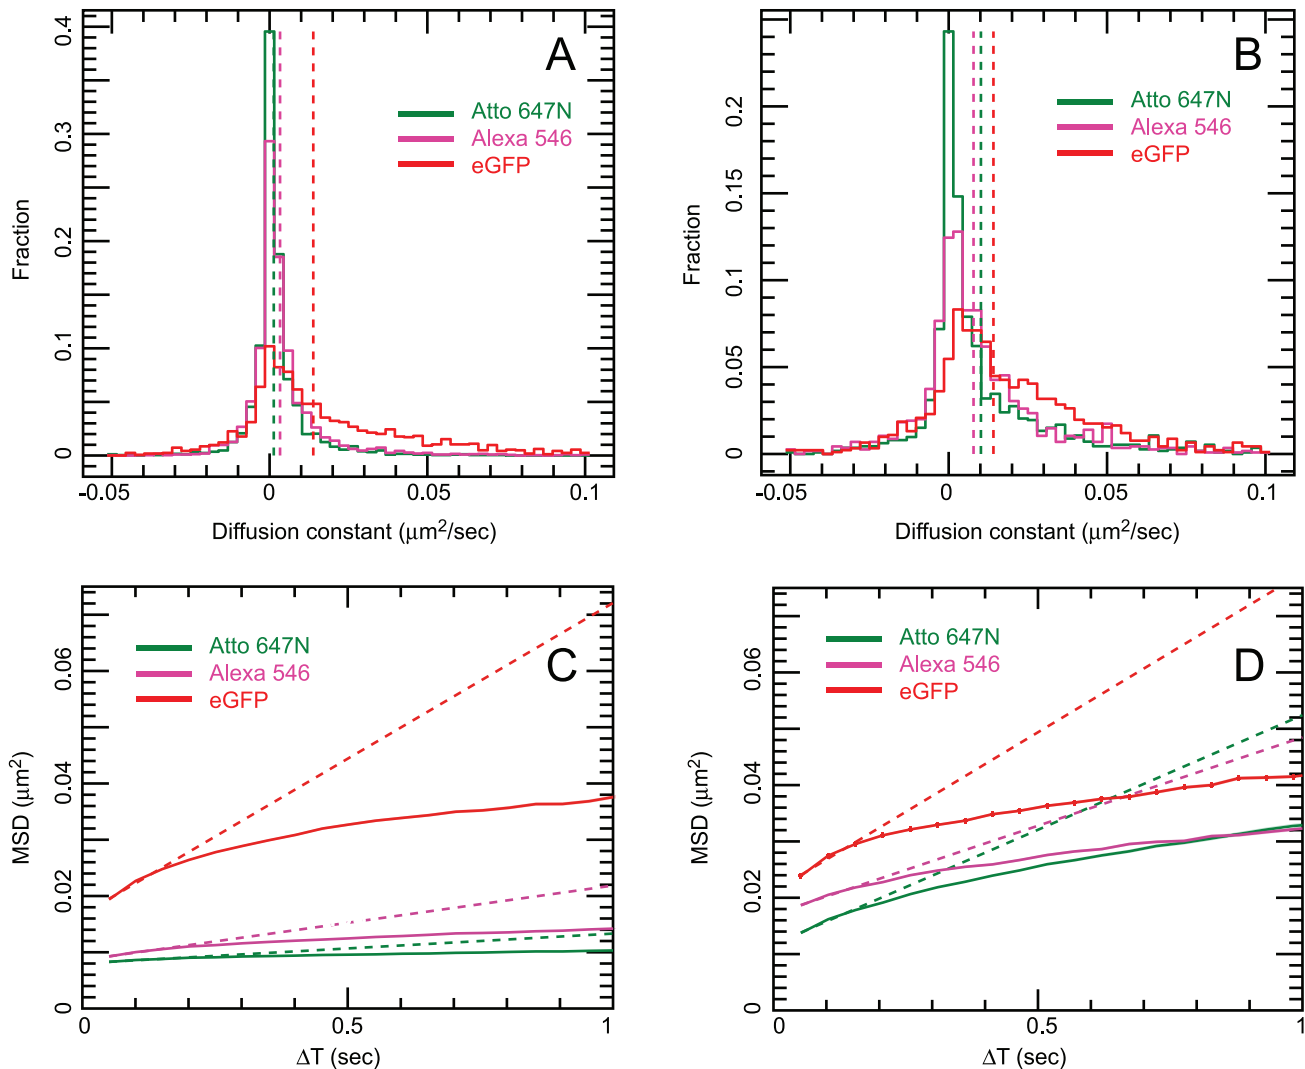 A
Atto 647N
Alexa 546
eGFP
Fraction
0
0.1
0.2
0.3
0.4
-0.05
0
0.05
0.1
Diffusion constant (μm²/sec)
B
Atto 647N
Alexa 546
eGFP
Fraction
0
0.05
0.1
0.15
0.2
-0.05
0
0.05
0.1
Diffusion constant (μm²/sec)
C
Atto 647N
Alexa 546
eGFP
MSD (μm²)
0
0.02
0.04
0.06
0
0.5
1
ΔT (sec)
D
Atto 647N
Alexa 546
eGFP
MSD (μm²)
0
0.02
0.04
0.06
0
0.5
1
ΔT (sec)